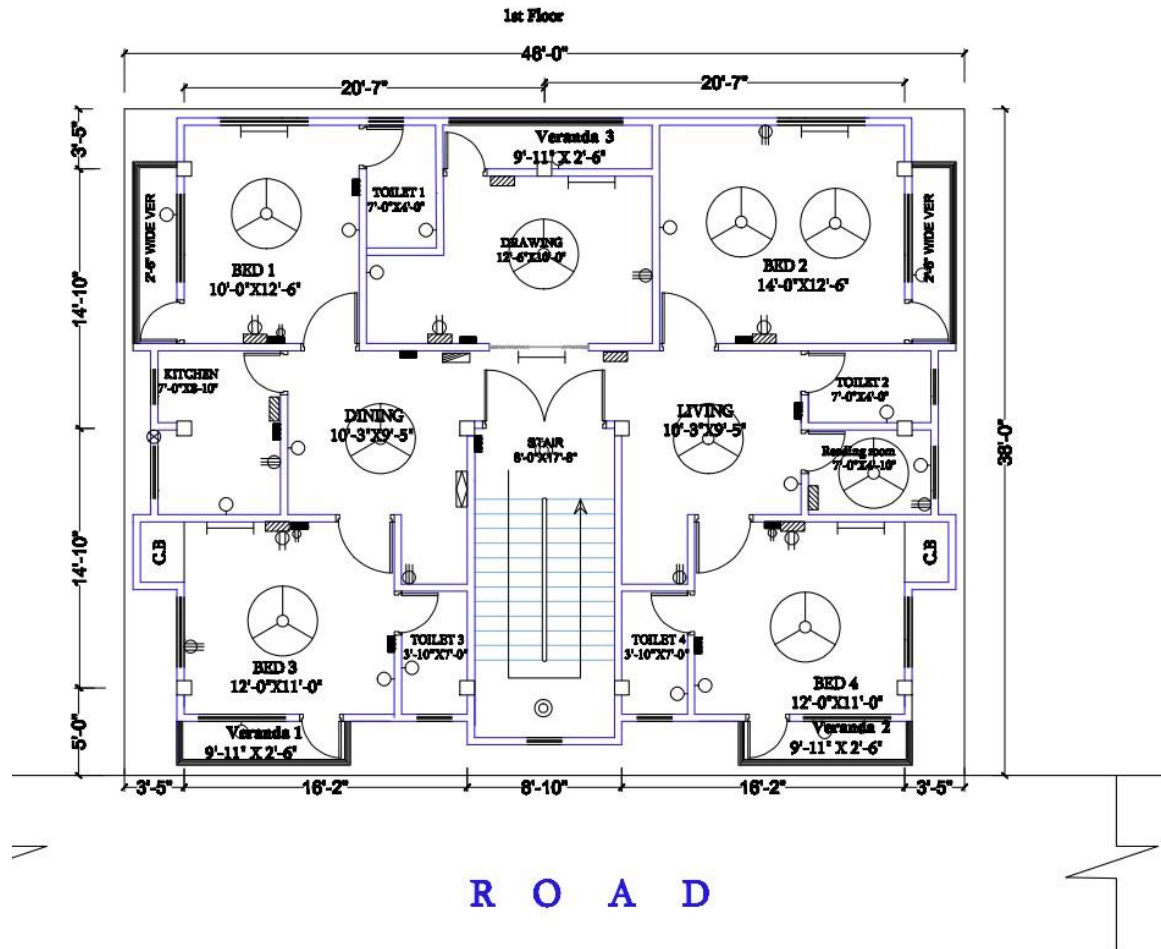 1st Floor
48'-0"
20'-7"
20'-7"
3'-5"
Veranda 3
9'-11" X 2'-6"
TOILET 1
7'-0"X4'-0"
2'-6" WIDE VER
2'-6" WIDE VER
DRAWING
12'-6"X10'-0"
BED 1
10'-0"X12'-6"
BED 2
14'-0"X12'-6"
14'-10"
KITCHEN
7'-0"X8-10"
TOILET 2
7'-0"X4'-0"
DINING
10'-3"X9'-5"
LIVING
10'-3"X9'-5"
STAIR
8'-0"X17'-8"
Reading room
7'-0"X4'-10"
38'-0"
14'-10"
C.B
C.B
TOILET 3
3'-10"X7'-0"
TOILET 4
3'-10"X7'-0"
BED 3
12'-0"X11'-0"
BED 4
12'-0"X11'-0"
5'-0"
Veranda 1
9'-11" X 2'-6"
Veranda 2
9'-11" X 2'-6"
3'-5"
16'-2"
8'-10"
16'-2"
3'-5"
R O A D